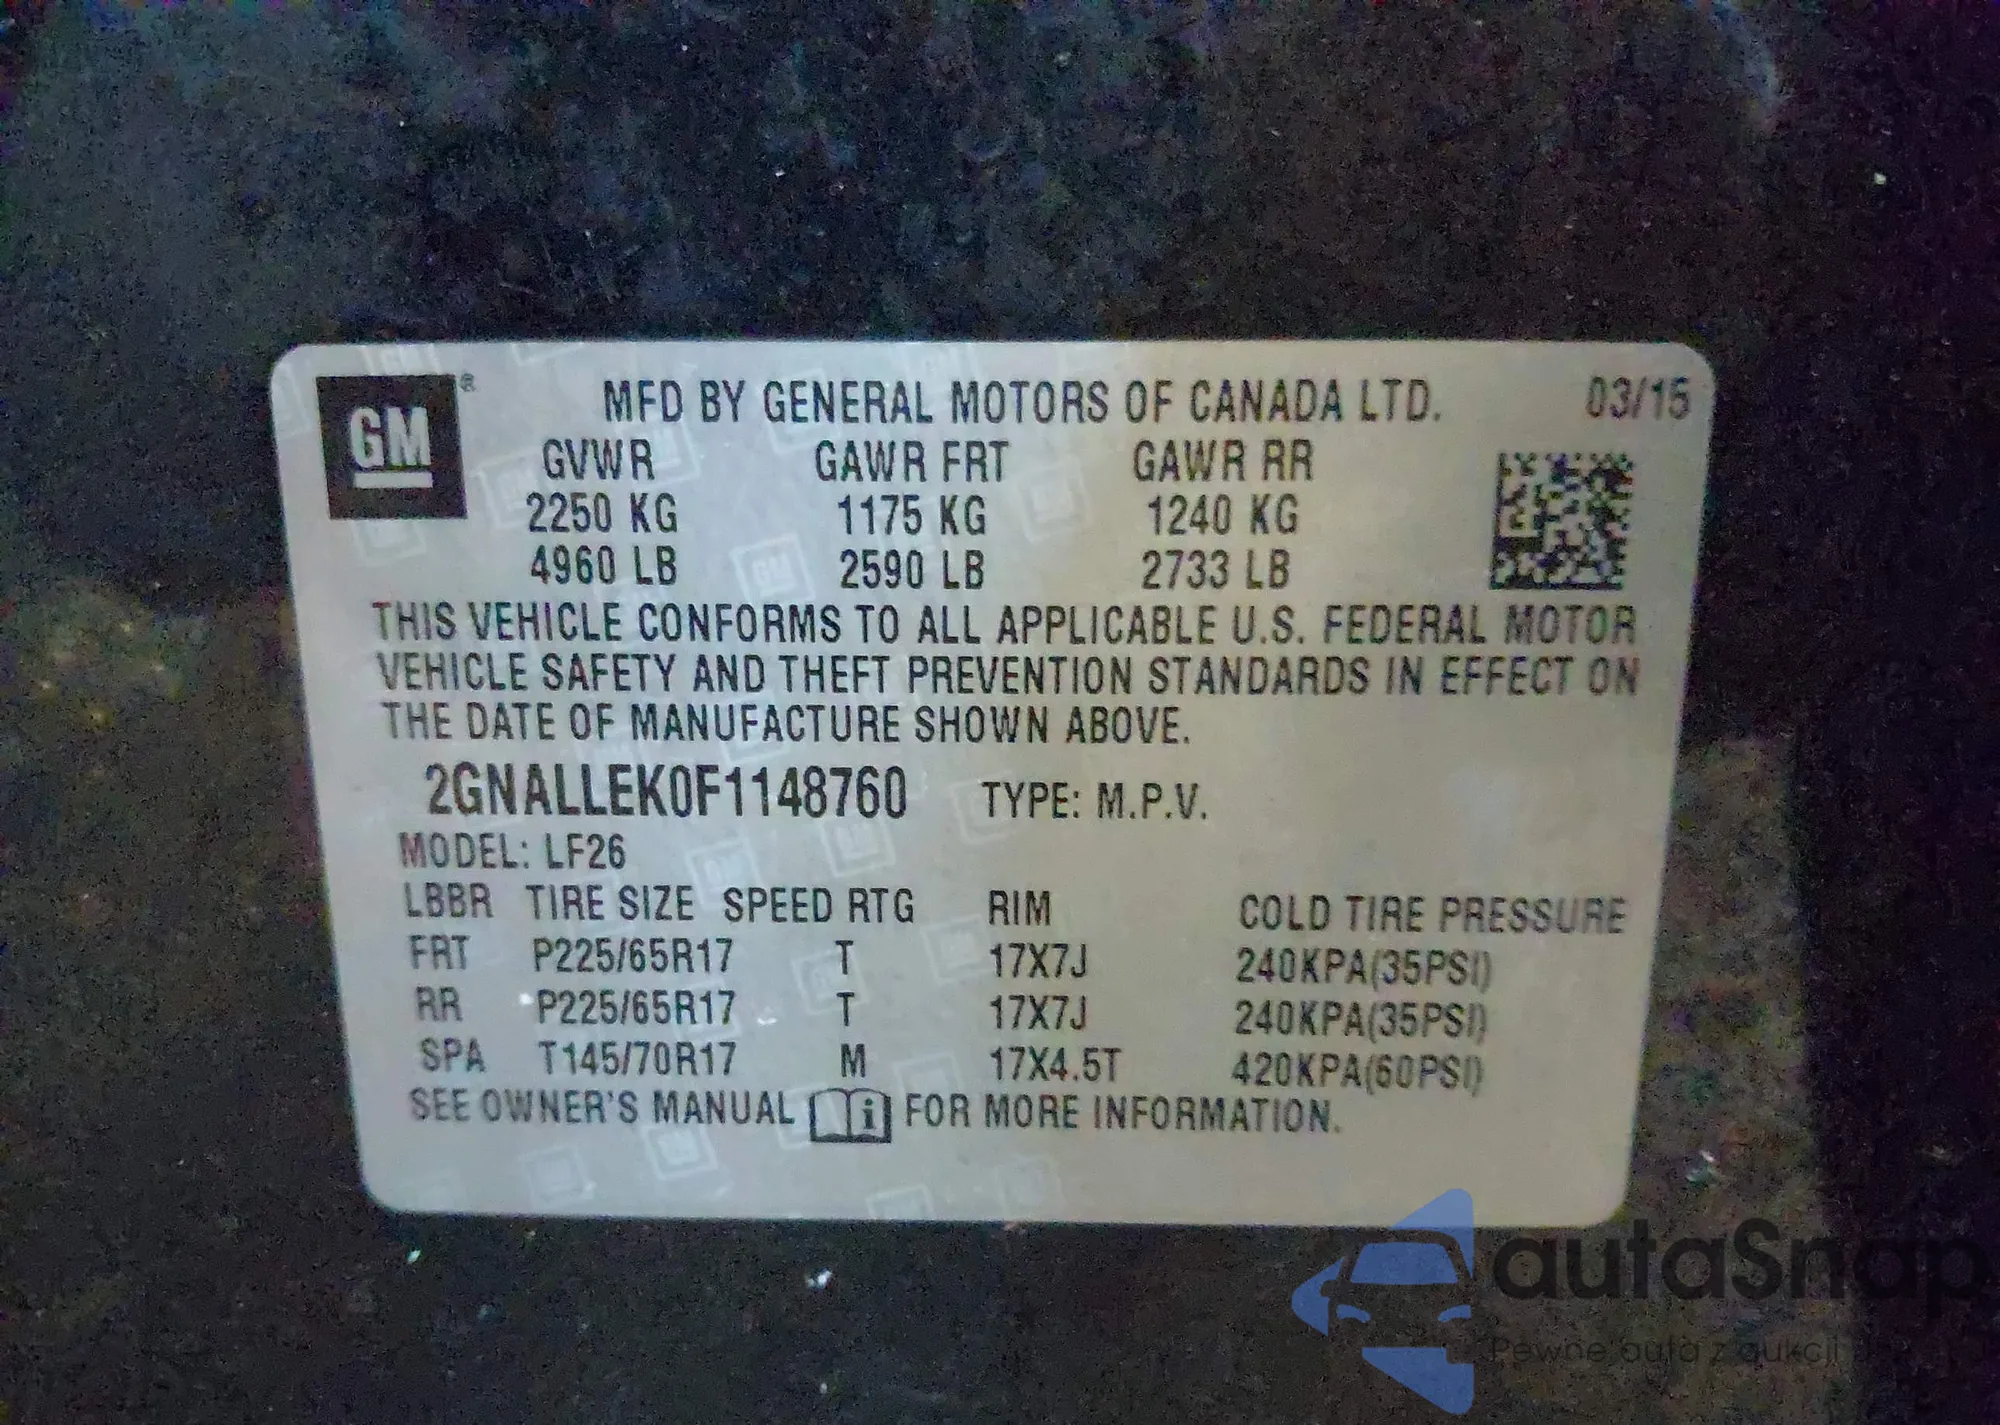 GM ®
MFD BY GENERAL MOTORS OF CANADA LTD. 03/15
GVWR GAWR FRT GAWR RR
2250 KG 1175 KG 1240 KG
4960 LB 2590 LB 2733 LB
THIS VEHICLE CONFORMS TO ALL APPLICABLE U.S. FEDERAL MOTOR
VEHICLE SAFETY AND THEFT PREVENTION STANDARDS IN EFFECT ON
THE DATE OF MANUFACTURE SHOWN ABOVE.
2GNALLEK0F1148760 TYPE: M.P.V.
MODEL: LF26
LBBR TIRE SIZE SPEED RTG RIM COLD TIRE PRESSURE
FRT P225/65R17 T 17X7J 240KPA(35PSI)
RR P225/65R17 T 17X7J 240KPA(35PSI)
SPA T145/70R17 M 17X4.5T 420KPA(60PSI)
SEE OWNER'S MANUAL i FOR MORE INFORMATION.
autaSnap
Pewne auta z aukcji